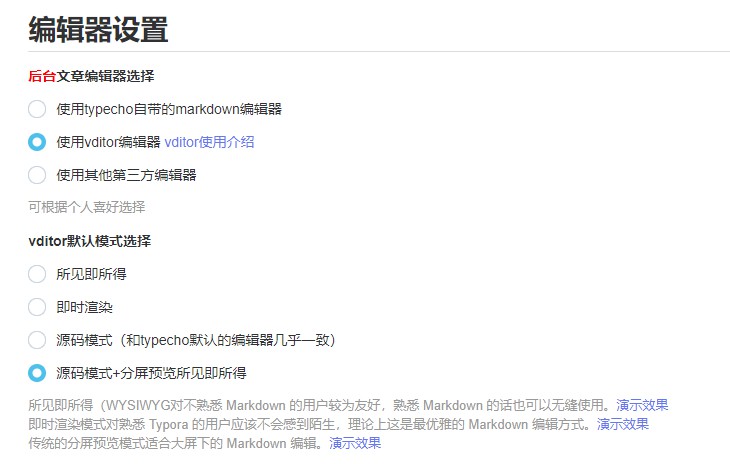 编辑器设置
后台文章编辑器选择
使用typecho自带的markdown编辑器
使用vditor编辑器 vditor使用介绍
使用其他第三方编辑器
可根据个人喜好选择
vditor默认模式选择
所见即所得
即时渲染
源码模式（和typecho默认的编辑器几乎一致）
源码模式+分屏预览所见即所得
所见即所得（WYSIWYG对不熟悉 Markdown 的用户较为友好，熟悉 Markdown 的话也可以无缝使用。演示效果
即时渲染模式对熟悉 Typora 的用户应该不会感到陌生，理论上这是最优雅的 Markdown 编辑方式。演示效果
传统的分屏预览模式适合大屏下的 Markdown 编辑。演示效果